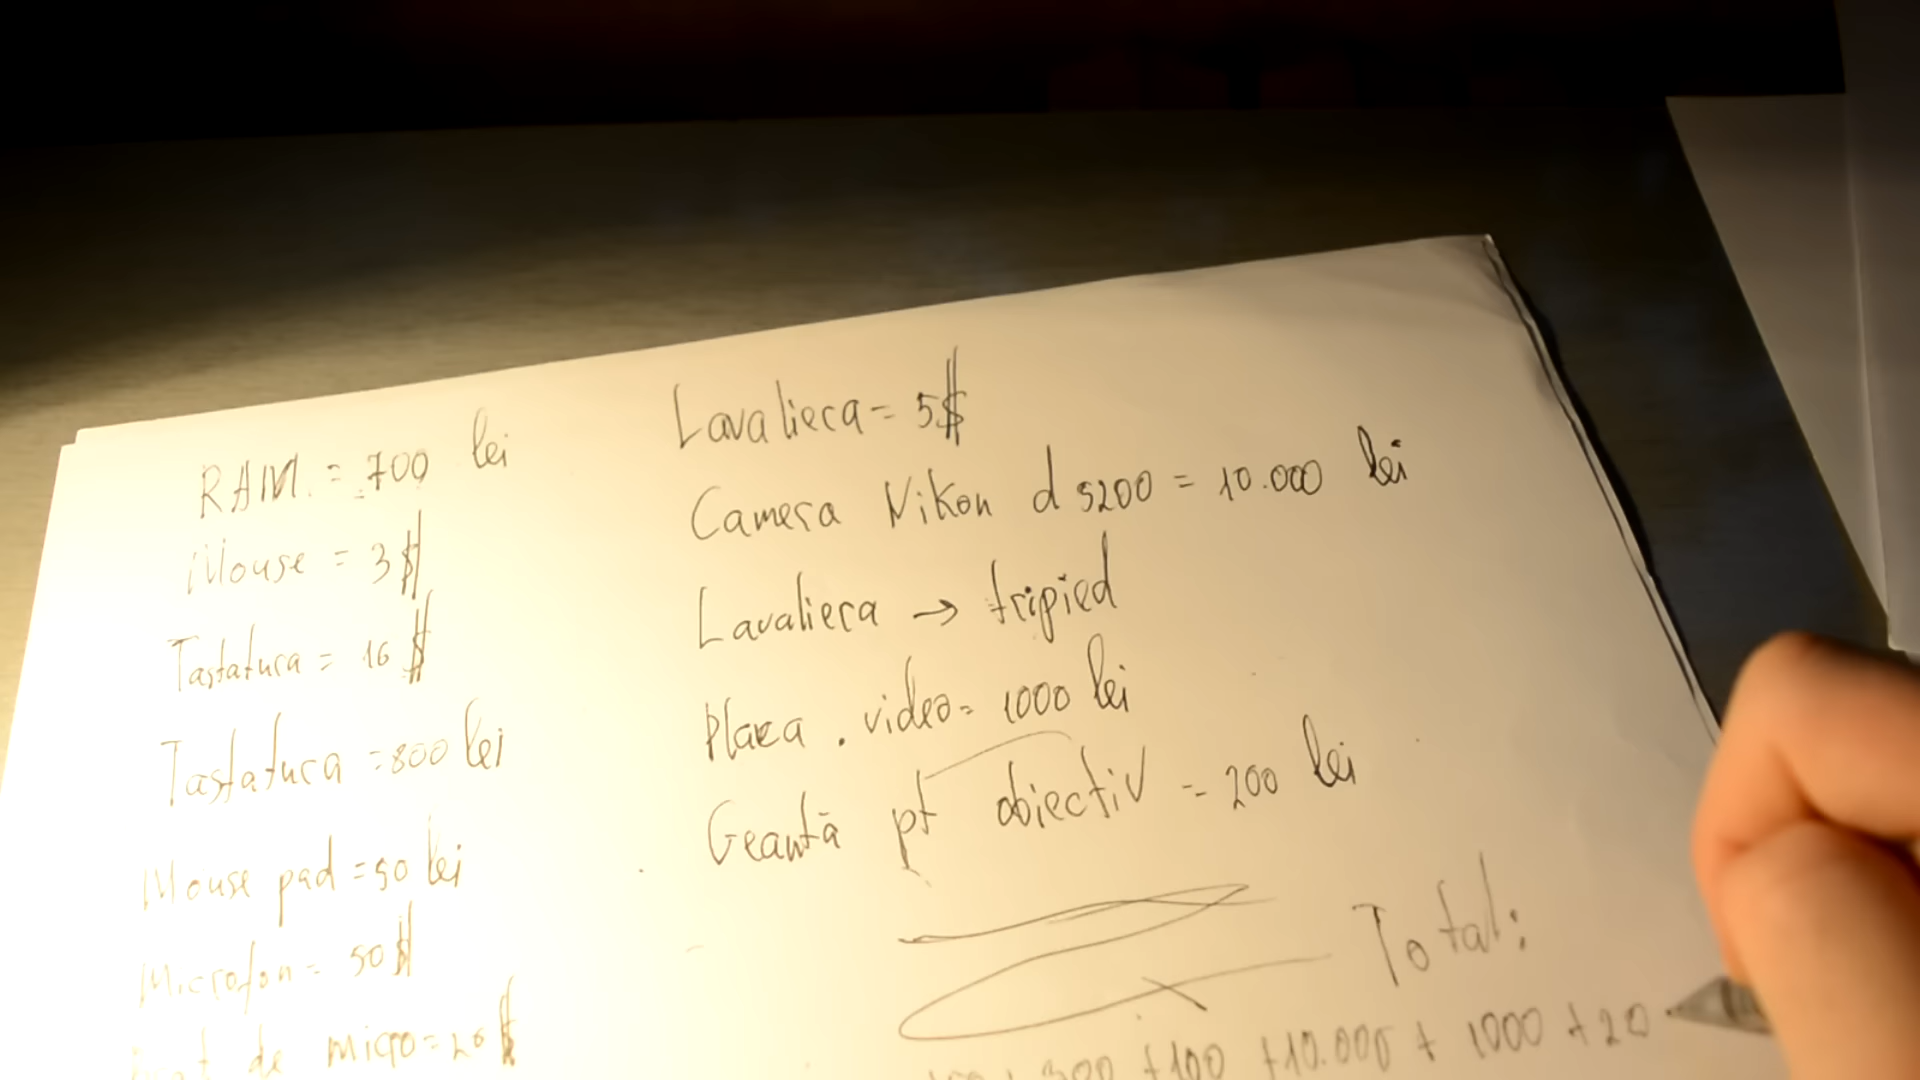 RAM = 700 lei
Mouse = 3$
Tastatura = 16$
Tastatura = 800 lei
Mouse pad = 50 lei
Microfon = 50$
de micro = 20$
Lavaliera = 5$
Camera Nikon d 5200 = 10.000 lei
Lavaliera → tripied
Placa . video = 1000 lei
Geantă pt obiectiv = 200 lei
Total:
+ 100 + 10.000 + 1000 + 20